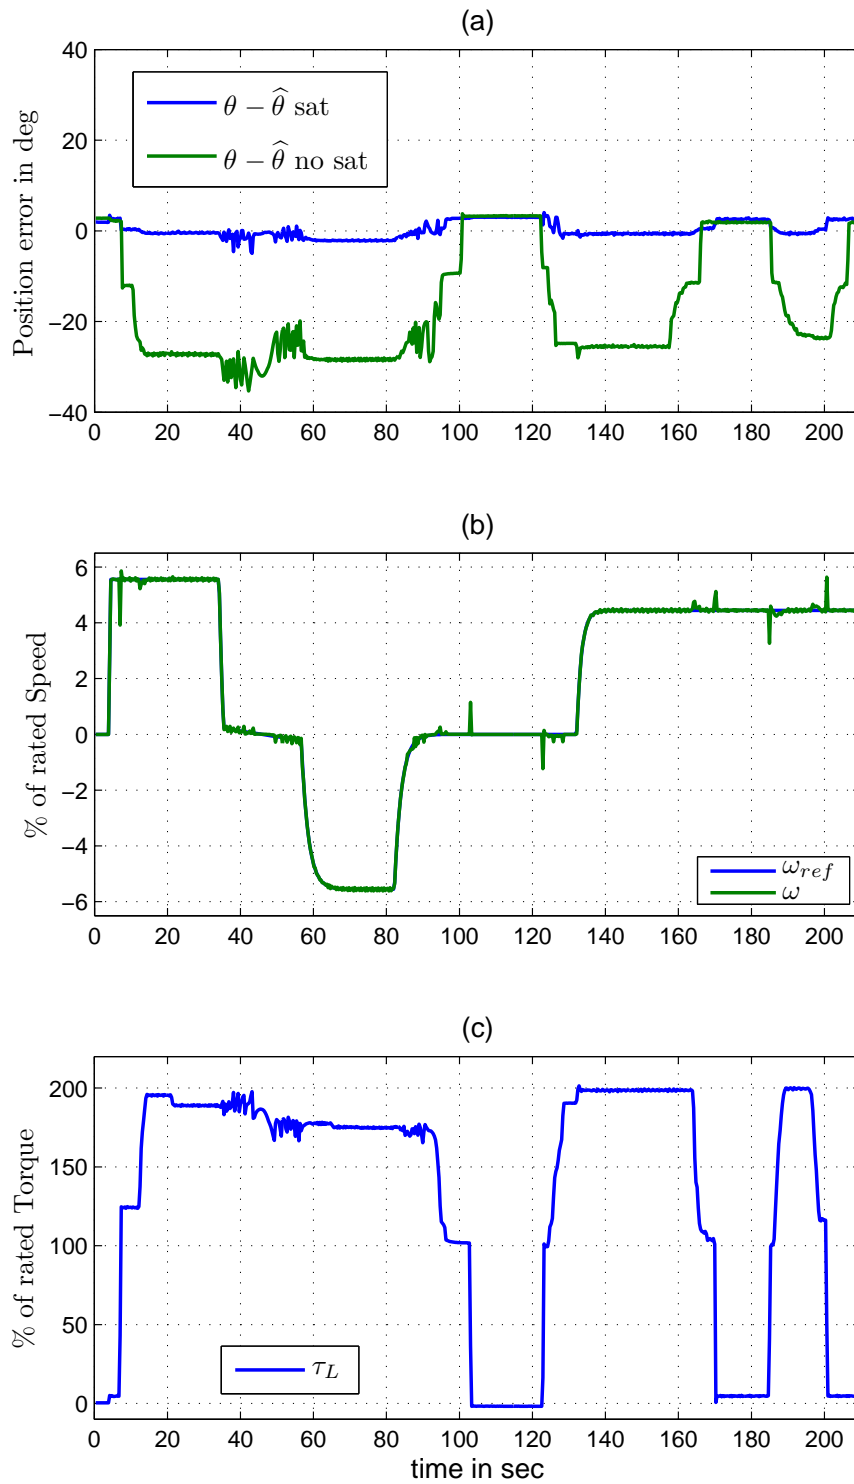 (a)
Position error in deg
40
20
0
−20
−40
θ − θ̂ sat
θ − θ̂ no sat
0 20 40 60 80 100 120 140 160 180 200
(b)
% of rated Speed
6
4
2
0
−2
−4
−6
ω_ref
ω
0 20 40 60 80 100 120 140 160 180 200
(c)
% of rated Torque
200
150
100
50
0
τ_L
0 20 40 60 80 100 120 140 160 180 200
time in sec